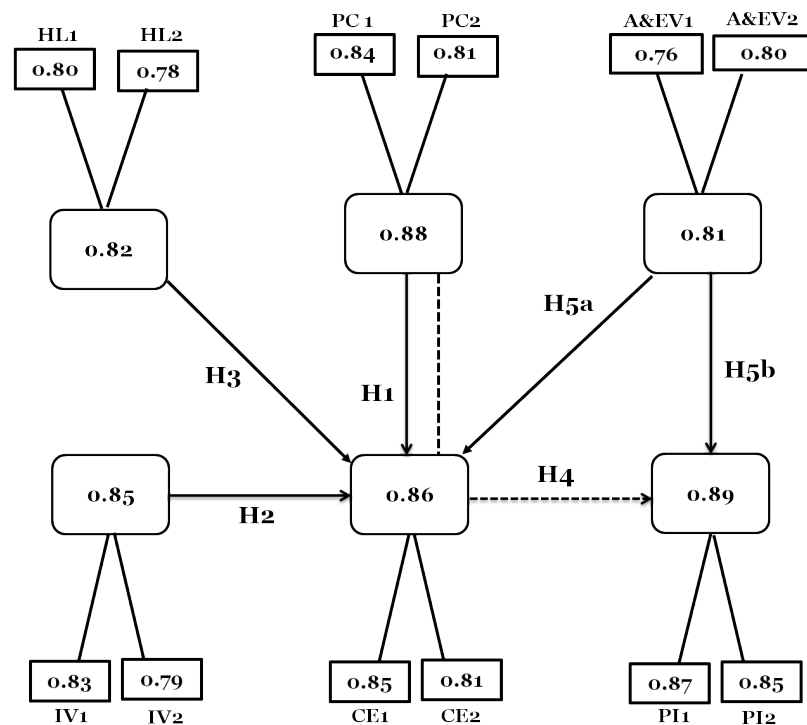 HL1 HL2 PC 1 PC2 A&EV1 A&EV2
0.80 0.78 0.84 0.81 0.76 0.80
0.82 0.88 0.81
H3 H1 H5a H5b
0.85 H2 0.86 H4 0.89
0.83 0.79 0.85 0.81 0.87 0.85
IV1 IV2 CE1 CE2 PI1 PI2